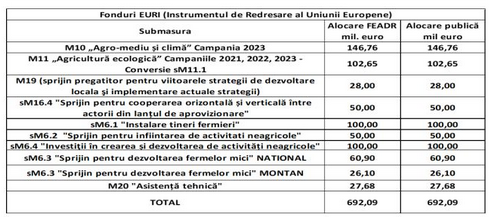 Fonduri EURI (Instrumentul de Redresare al Uniunii Europene)
Submasura Alocare FEADR mil. euro Alocare publică mil. euro
M10 „Agro-mediu și climă” Campania 2023 146,76 146,76
M11 „Agricultură ecologică” Campaniile 2021, 2022, 2023 -
Conversie sM11.1 102,65 102,65
M19 (sprijin pregatitor pentru viitoarele strategii de dezvoltare
locala și implementare actuale strategii) 28,00 28,00
sM16.4 "Sprijin pentru cooperarea orizontală și verticală între
actorii din lanțul de aprovizionare" 50,00 50,00
sM6.1 "Instalare tineri fermieri" 100,00 100,00
sM6.2 "Sprijin pentru infiintarea de activitati neagricole" 50,00 50,00
sM6.4 "Investiții în crearea si dezvoltarea de activități neagricole" 100,00 100,00
sM6.3 "Sprijin pentru dezvoltarea fermelor mici" NATIONAL 60,90 60,90
sM6.3 "Sprijin pentru dezvoltarea fermelor mici" MONTAN 26,10 26,10
M20 "Asistență tehnică" 27,68 27,68
TOTAL 692,09 692,09